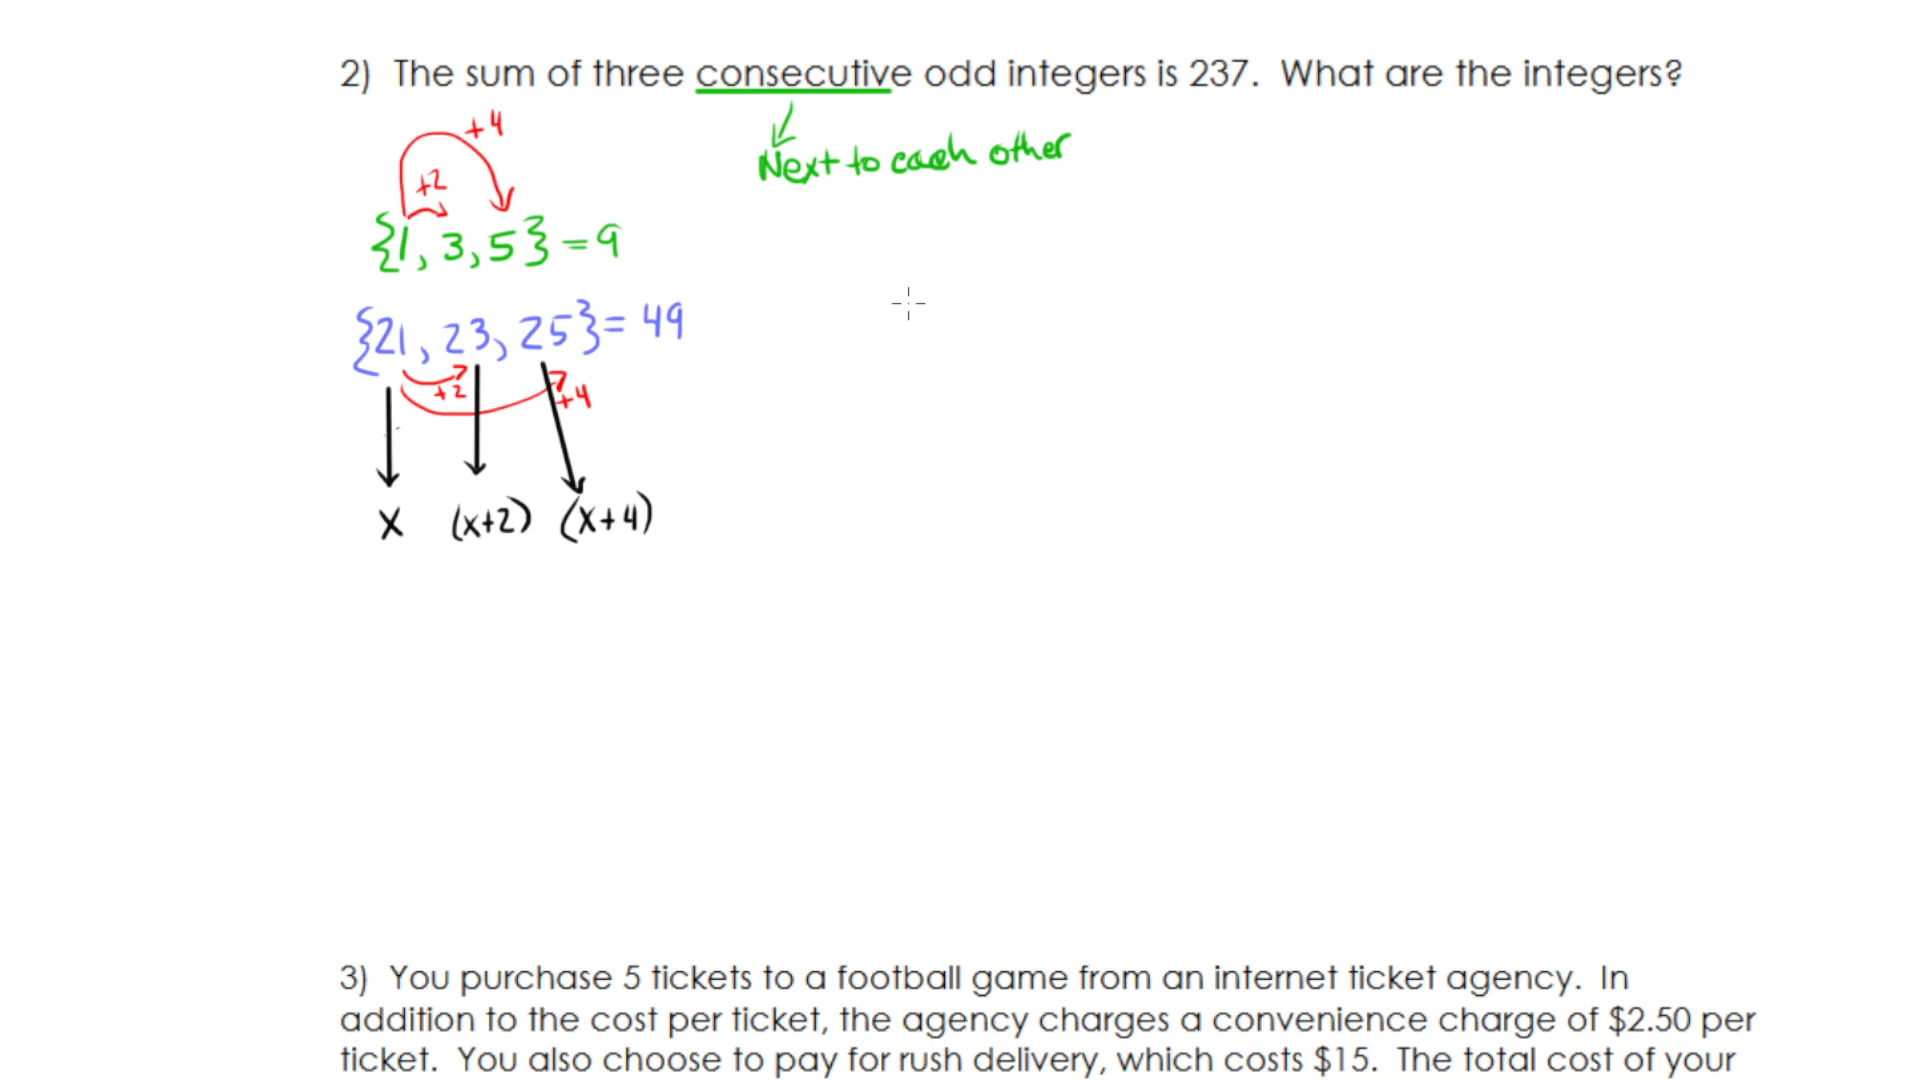 2) The sum of three consecutive odd integers is 237. What are the integers?
+4
Next to each other
+2
{1, 3, 5} = 9
{21, 23, 25} = 49
+2 +4
x (x+2) (x+4)
3) You purchase 5 tickets to a football game from an internet ticket agency. In
addition to the cost per ticket, the agency charges a convenience charge of $2.50 per
ticket. You also choose to pay for rush delivery, which costs $15. The total cost of your